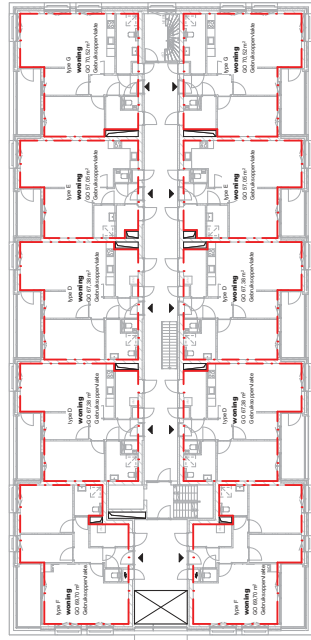 type G
woning
GO 70,52 m²
Gebruiksoppervlakte
type G
woning
GO 70,52 m²
Gebruiksoppervlakte
type E
woning
GO 57,05 m²
Gebruiksoppervlakte
type E
woning
GO 57,05 m²
Gebruiksoppervlakte
type D
woning
GO 67,38 m²
Gebruiksoppervlakte
type D
woning
GO 67,38 m²
Gebruiksoppervlakte
type D
woning
GO 67,38 m²
Gebruiksoppervlakte
type D
woning
GO 67,38 m²
Gebruiksoppervlakte
type F
woning
GO 69,70 m²
Gebruiksoppervlakte
type F
woning
GO 69,70 m²
Gebruiksoppervlakte